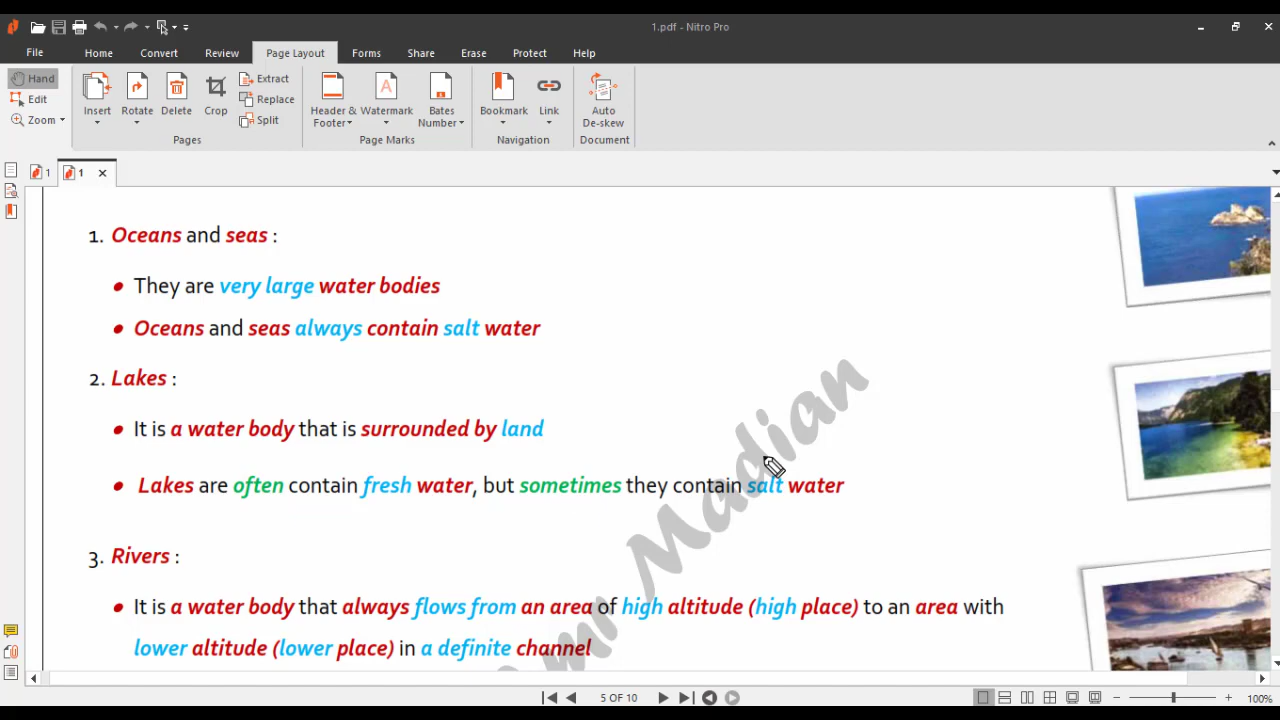 1.pdf - Nitro Pro
File Home Convert Review Page Layout Forms Share Erase Protect Help
Hand
Edit
Zoom
Insert Rotate Delete Crop Extract Replace Split
Header & Footer Watermark Bates Number
Bookmark Link
Auto De-skew
Pages Page Marks Navigation Document
1 1
1. Oceans and seas :
• They are very large water bodies
• Oceans and seas always contain salt water
2. Lakes :
• It is a water body that is surrounded by land
• Lakes are often contain fresh water, but sometimes they contain salt water
3. Rivers :
• It is a water body that always flows from an area of high altitude (high place) to an area with
lower altitude (lower place) in a definite channel
mr Madian
5 OF 10
100%